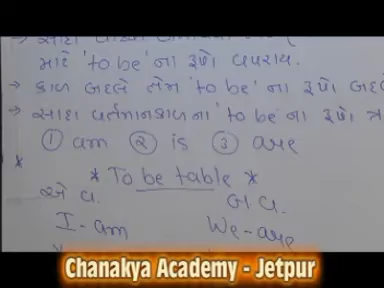 માટે 'to be' ના રૂપો વપરાય.
→ કાળ બદલે તેમ 'to be' ના રૂપો
→ સાદા વર્તમાનકાળના 'to be' ના રૂપો
① am ② is ③ are
* To be table *
એ વ. બ.વ.
I - am We - are
Chanakya Academy - Jetpur